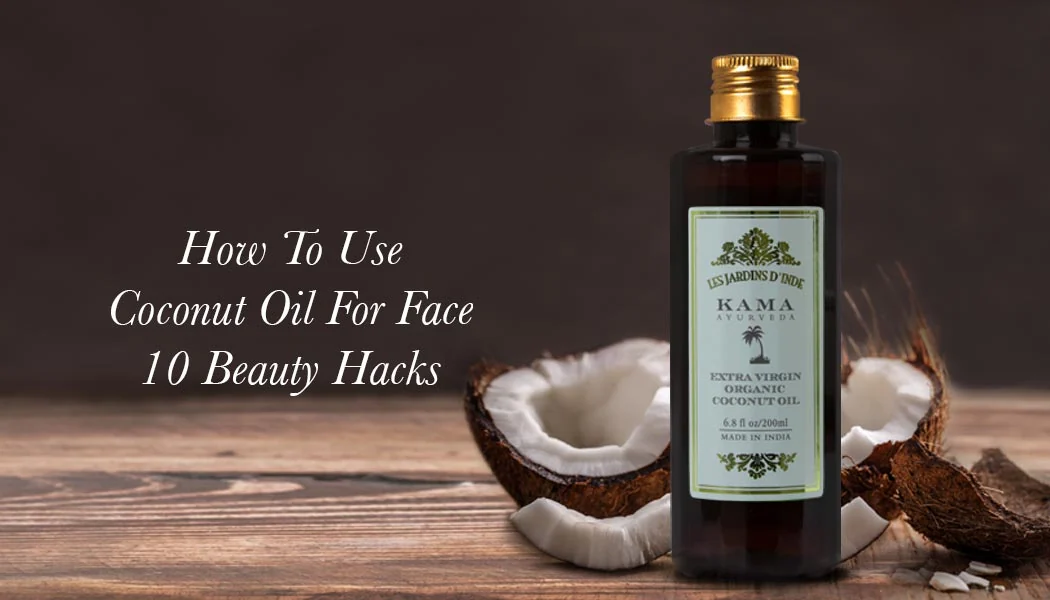 How To Use
Coconut Oil For Face
10 Beauty Hacks
LES JARDINS D'INDE
KAMA
AYURVEDA
EXTRA VIRGIN
ORGANIC
COCONUT OIL
6.8 fl oz/200ml
MADE IN INDIA